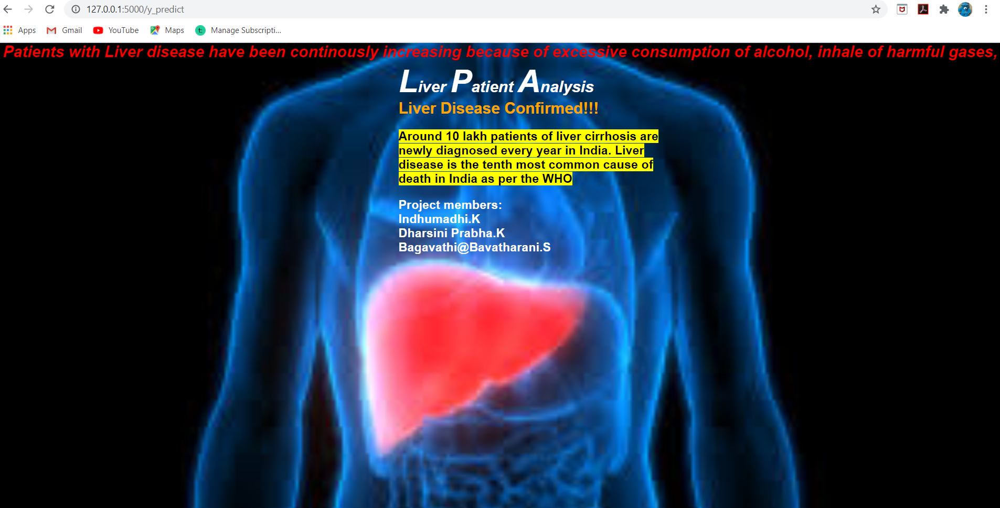 127.0.0.1:5000/y_predict
Apps Gmail YouTube Maps t: Manage Subscripti...
Patients with Liver disease have been continously increasing because of excessive consumption of alcohol, inhale of harmful gases,
Liver Patient Analysis
Liver Disease Confirmed!!!
Around 10 lakh patients of liver cirrhosis are
newly diagnosed every year in India. Liver
disease is the tenth most common cause of
death in India as per the WHO
Project members:
Indhumadhi.K
Dharsini Prabha.K
Bagavathi@Bavatharani.S